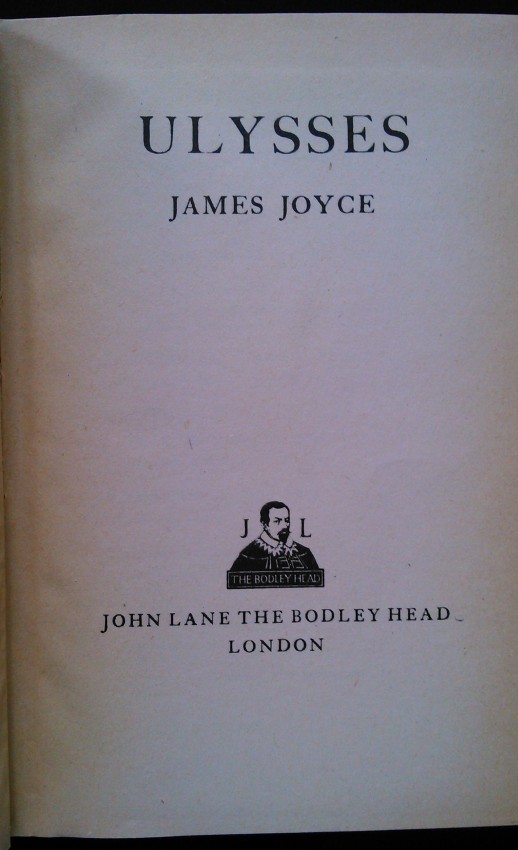 ULYSSES
JAMES JOYCE
J L
THE BODLEY HEAD
JOHN LANE THE BODLEY HEAD
LONDON